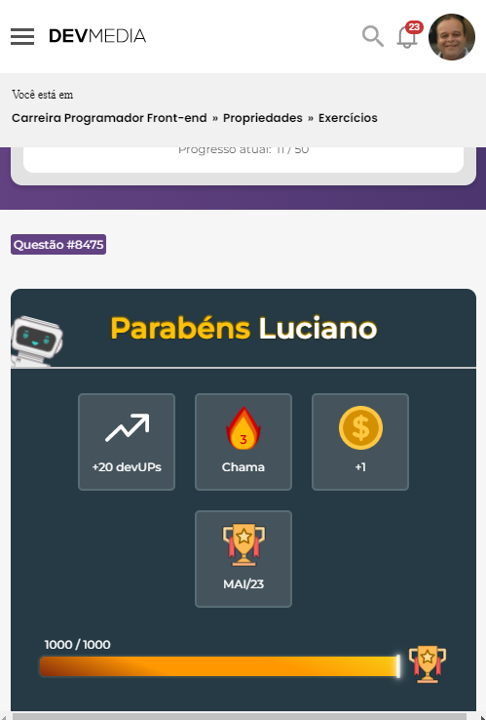 DEVMEDIA
23
Você está em
Carreira Programador Front-end » Propriedades » Exercícios
Progresso atual: 11 / 50
Questão #8475
Parabéns Luciano
+20 devUPs
3
Chama
$
+1
MAI/23
1000 / 1000